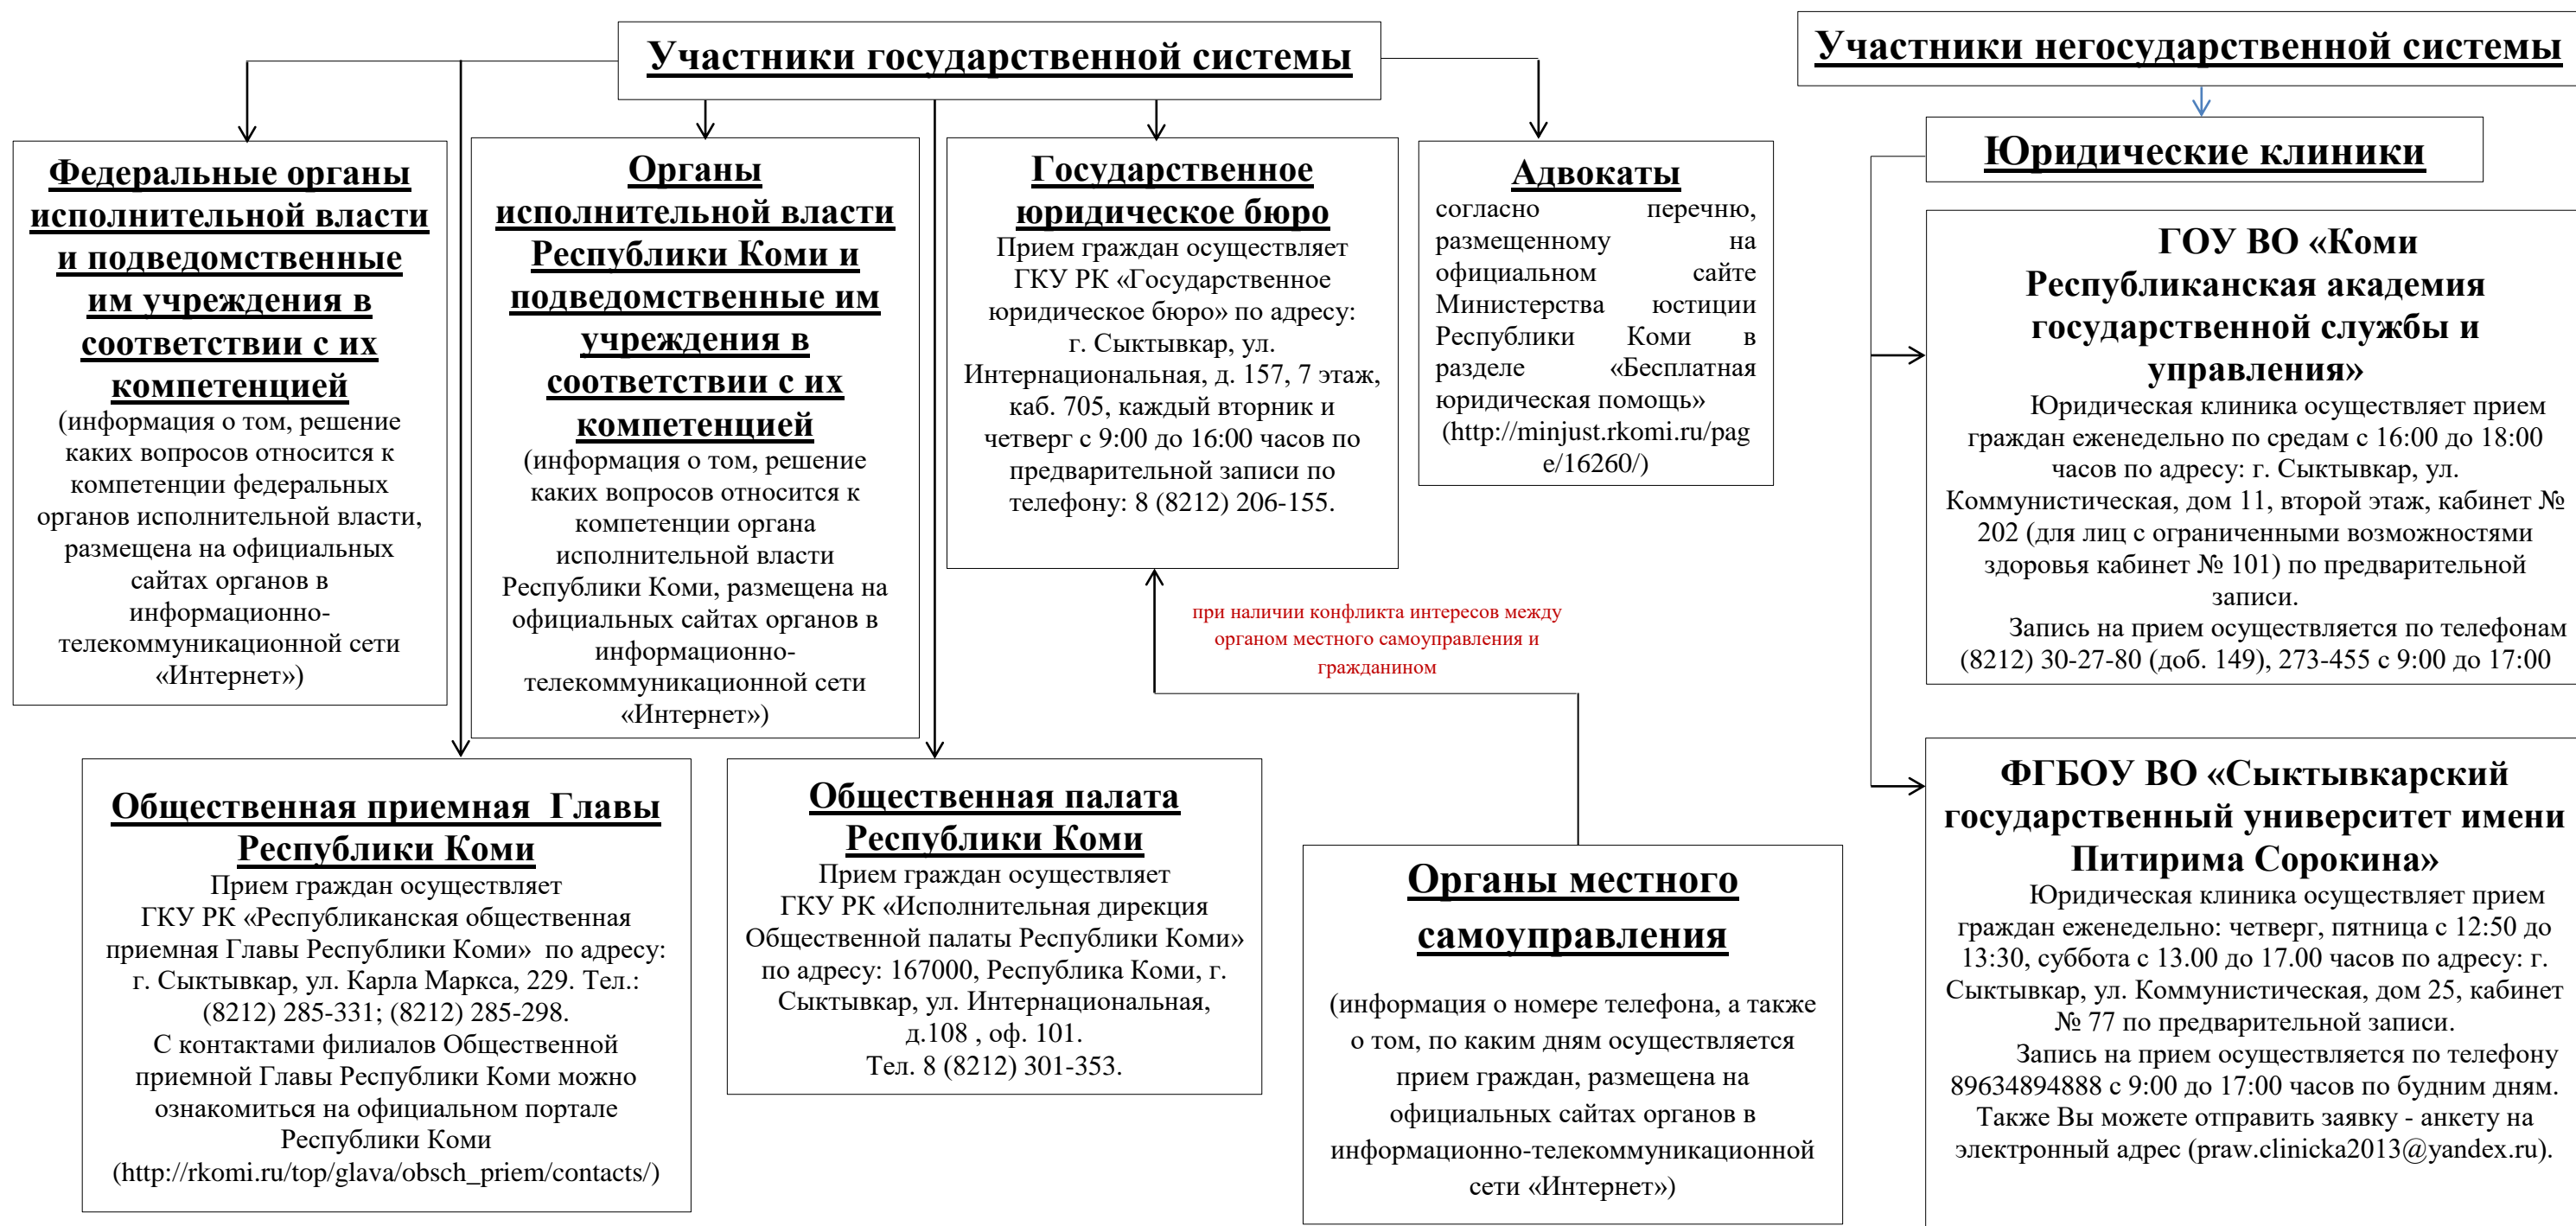 Участники государственной системы
Участники негосударственной системы
Федеральные органы
исполнительной власти
и подведомственные
им учреждения в
соответствии с их
компетенцией
(информация о том, решение
каких вопросов относится к
компетенции федеральных
органов исполнительной власти,
размещена на официальных
сайтах органов в
информационно-
телекоммуникационной сети
«Интернет»)
Органы
исполнительной власти
Республики Коми и
подведомственные им
учреждения в
соответствии с их
компетенцией
(информация о том, решение
каких вопросов относится к
компетенции органа
исполнительной власти
Республики Коми, размещена на
официальных сайтах органов в
информационно-
телекоммуникационной сети
«Интернет»)
Государственное
юридическое бюро
Прием граждан осуществляет
ГКУ РК «Государственное
юридическое бюро» по адресу:
г. Сыктывкар, ул.
Интернациональная, д. 157, 7 этаж,
каб. 705, каждый вторник и
четверг с 9:00 до 16:00 часов по
предварительной записи по
телефону: 8 (8212) 206-155.
Адвокаты
согласно перечню,
размещенному на
официальном сайте
Министерства юстиции
Республики Коми в
разделе «Бесплатная
юридическая помощь»
(http://minjust.rkomi.ru/pag
e/16260/)
Юридические клиники
ГОУ ВО «Коми
Республиканская академия
государственной службы и
управления»
Юридическая клиника осуществляет прием
граждан еженедельно по средам с 16:00 до 18:00
часов по адресу: г. Сыктывкар, ул.
Коммунистическая, дом 11, второй этаж, кабинет №
202 (для лиц с ограниченными возможностями
здоровья кабинет № 101) по предварительной
записи.
Запись на прием осуществляется по телефонам
(8212) 30-27-80 (доб. 149), 273-455 с 9:00 до 17:00
при наличии конфликта интересов между
органом местного самоуправления и
гражданином
Общественная приемная  Главы
Республики Коми
Прием граждан осуществляет
ГКУ РК «Республиканская общественная
приемная Главы Республики Коми»  по адресу:
г. Сыктывкар, ул. Карла Маркса, 229. Тел.:
(8212) 285-331; (8212) 285-298.
С контактами филиалов Общественной
приемной Главы Республики Коми можно
ознакомиться на официальном портале
Республики Коми
(http://rkomi.ru/top/glava/obsch_priem/contacts/)
Общественная палата
Республики Коми
Прием граждан осуществляет
ГКУ РК «Исполнительная дирекция
Общественной палаты Республики Коми»
по адресу: 167000, Республика Коми, г.
Сыктывкар, ул. Интернациональная,
д.108 , оф. 101.
Тел. 8 (8212) 301-353.
Органы местного
самоуправления
(информация о номере телефона, а также
о том, по каким дням осуществляется
прием граждан, размещена на
официальных сайтах органов в
информационно-телекоммуникационной
сети «Интернет»)
ФГБОУ ВО «Сыктывкарский
государственный университет имени
Питирима Сорокина»
Юридическая клиника осуществляет прием
граждан еженедельно: четверг, пятница с 12:50 до
13:30, суббота с 13.00 до 17.00 часов по адресу: г.
Сыктывкар, ул. Коммунистическая, дом 25, кабинет
№ 77 по предварительной записи.
Запись на прием осуществляется по телефону
89634894888 с 9:00 до 17:00 часов по будним дням.
Также Вы можете отправить заявку - анкету на
электронный адрес (praw.clinicka2013@yandex.ru).